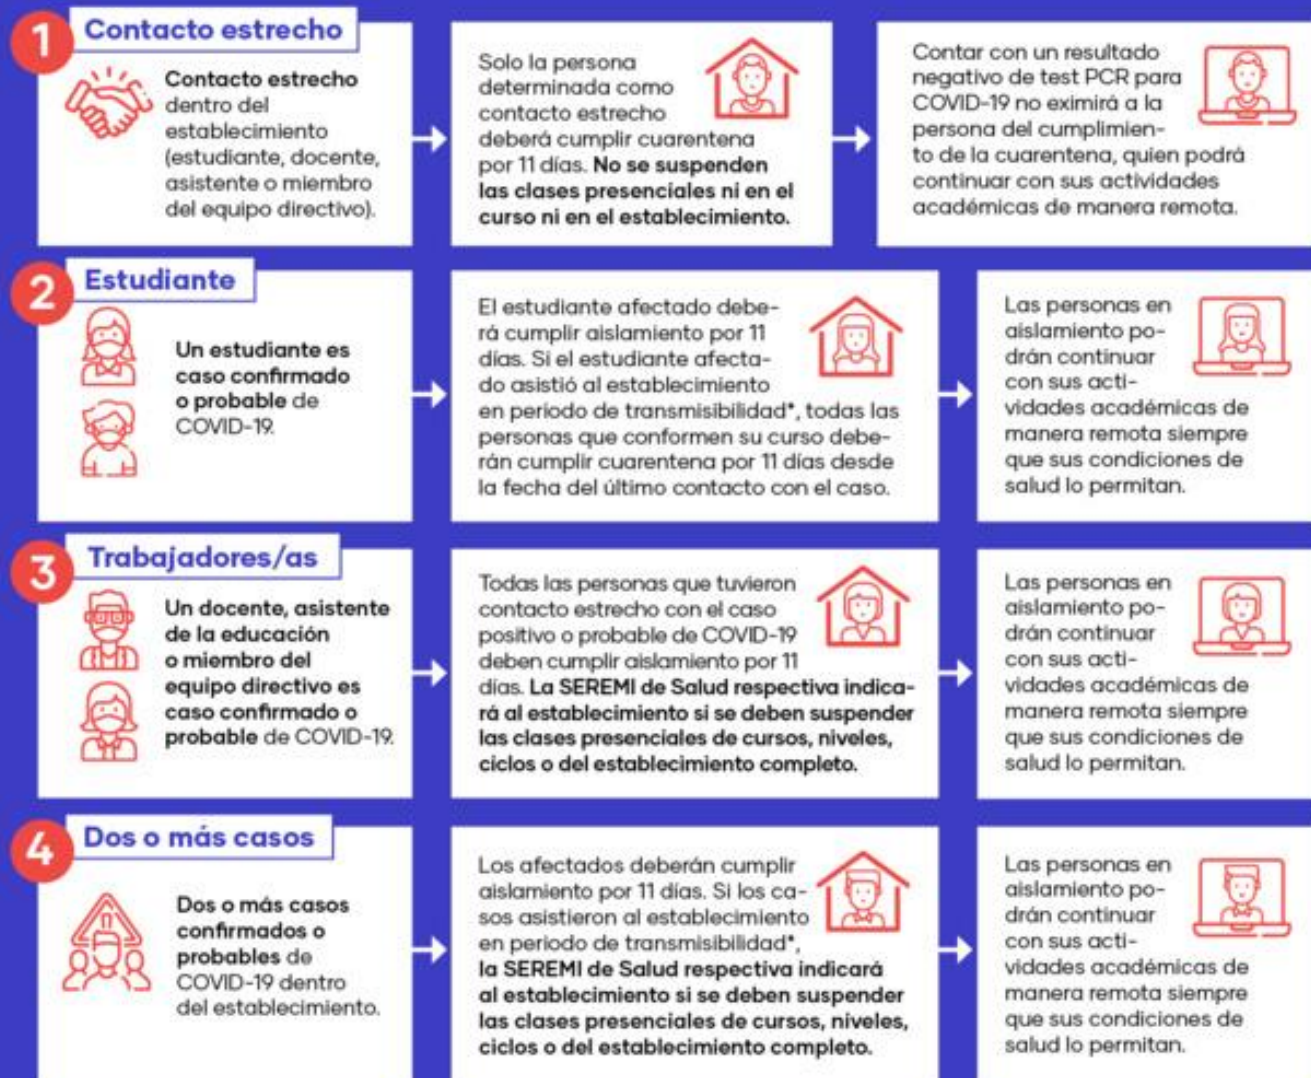 1
Contacto estrecho
Contacto estrecho
dentro del
establecimiento
(estudiante, docente,
asistente o miembro
del equipo directivo).
Solo la persona
determinada como
contacto estrecho
deberá cumplir cuarentena
por 11 días. No se suspenden
las clases presenciales ni en el
curso ni en el establecimiento.
Contar con un resultado
negativo de test PCR para
COVID-19 no eximirá a la
persona del cumplimien-
to de la cuarentena, quien podrá
continuar con sus actividades
académicas de manera remota.
2
Estudiante
Un estudiante es
caso confirmado
o probable de
COVID-19.
El estudiante afectado debe-
rá cumplir aislamiento por 11
días. Si el estudiante afecta-
do asistió al establecimiento
en periodo de transmisibilidad*, todas las
personas que conformen su curso debe-
rán cumplir cuarentena por 11 días desde
la fecha del último contacto con el caso.
Las personas en
aislamiento po-
drán continuar
con sus acti-
vidades académicas de
manera remota siempre
que sus condiciones de
salud lo permitan.
3
Trabajadores/as
Un docente, asistente
de la educación
o miembro del
equipo directivo es
caso confirmado o
probable de COVID-19.
Todas las personas que tuvieron
contacto estrecho con el caso
positivo o probable de COVID-19
deben cumplir aislamiento por 11
días. La SEREMI de Salud respectiva indica-
rá al establecimiento si se deben suspender
las clases presenciales de cursos, niveles,
ciclos o del establecimiento completo.
Las personas en
aislamiento po-
drán continuar
con sus acti-
vidades académicas de
manera remota siempre
que sus condiciones de
salud lo permitan.
4
Dos o más casos
Dos o más casos
confirmados o
probables de
COVID-19 dentro
del establecimiento.
Los afectados deberán cumplir
aislamiento por 11 días. Si los ca-
sos asistieron al establecimiento
en periodo de transmisibilidad*,
la SEREMI de Salud respectiva indicará
al establecimiento si se deben suspender
las clases presenciales de cursos, niveles,
ciclos o del establecimiento completo.
Las personas en
aislamiento po-
drán continuar
con sus acti-
vidades académicas de
manera remota siempre
que sus condiciones de
salud lo permitan.